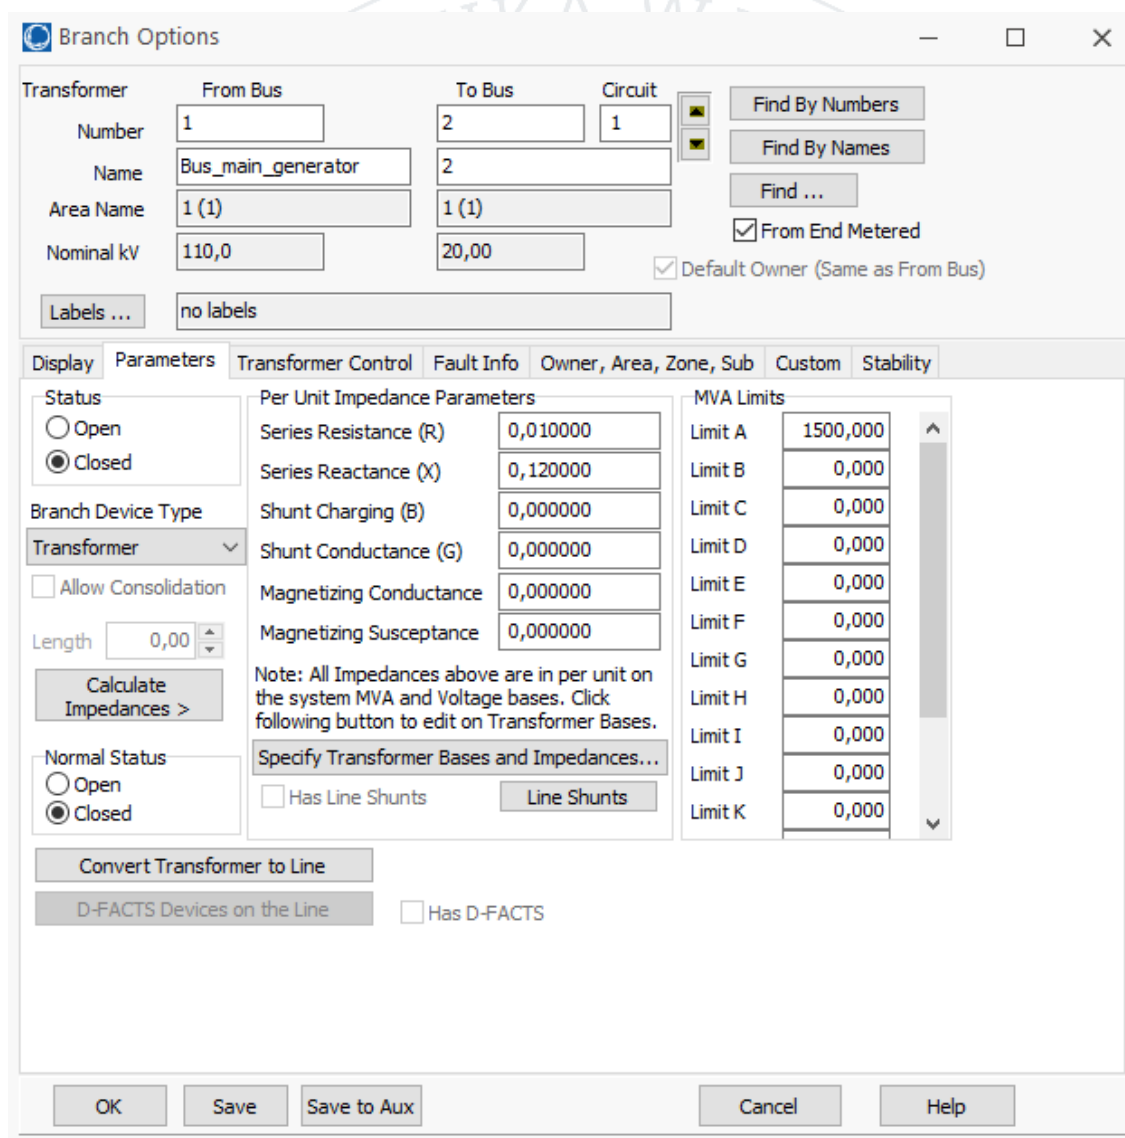 Branch Options
Transformer From Bus To Bus Circuit
Number 1 2 1 Find By Numbers
Name Bus_main_generator 2 Find By Names
Area Name 1 (1) 1 (1) Find ...
Nominal kV 110,0 20,00 From End Metered
Default Owner (Same as From Bus)
Labels ... no labels
Display Parameters Transformer Control Fault Info Owner, Area, Zone, Sub Custom Stability
Status
Open
Closed
Branch Device Type
Transformer
Allow Consolidation
Length 0,00
Calculate
Impedances >
Normal Status
Open
Closed
Per Unit Impedance Parameters
Series Resistance (R) 0,010000
Series Reactance (X) 0,120000
Shunt Charging (B) 0,000000
Shunt Conductance (G) 0,000000
Magnetizing Conductance 0,000000
Magnetizing Susceptance 0,000000
Note: All Impedances above are in per unit on
the system MVA and Voltage bases. Click
following button to edit on Transformer Bases.
Specify Transformer Bases and Impedances...
Has Line Shunts Line Shunts
MVA Limits
Limit A 1500,000
Limit B 0,000
Limit C 0,000
Limit D 0,000
Limit E 0,000
Limit F 0,000
Limit G 0,000
Limit H 0,000
Limit I 0,000
Limit J 0,000
Limit K 0,000
Convert Transformer to Line
D-FACTS Devices on the Line Has D-FACTS
OK Save Save to Aux Cancel Help